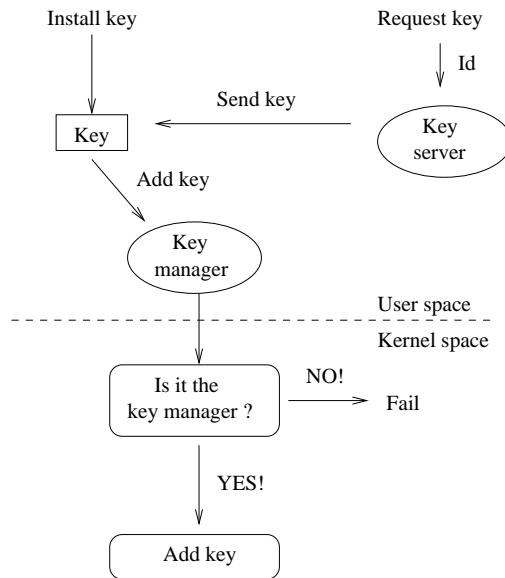 Install key
Request key
Id
Send key
Key
Key
server
Add key
Key
manager
User space
Kernel space
Is it the
key manager ?
NO!
Fail
YES!
Add key